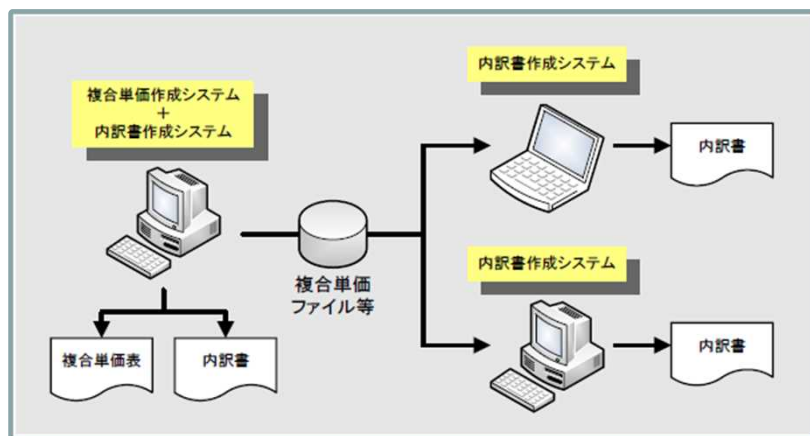 複合単価作成システム
+
内訳書作成システム
複合単価表
内訳書
複合単価
ファイル等
内訳書作成システム
内訳書
内訳書作成システム
内訳書